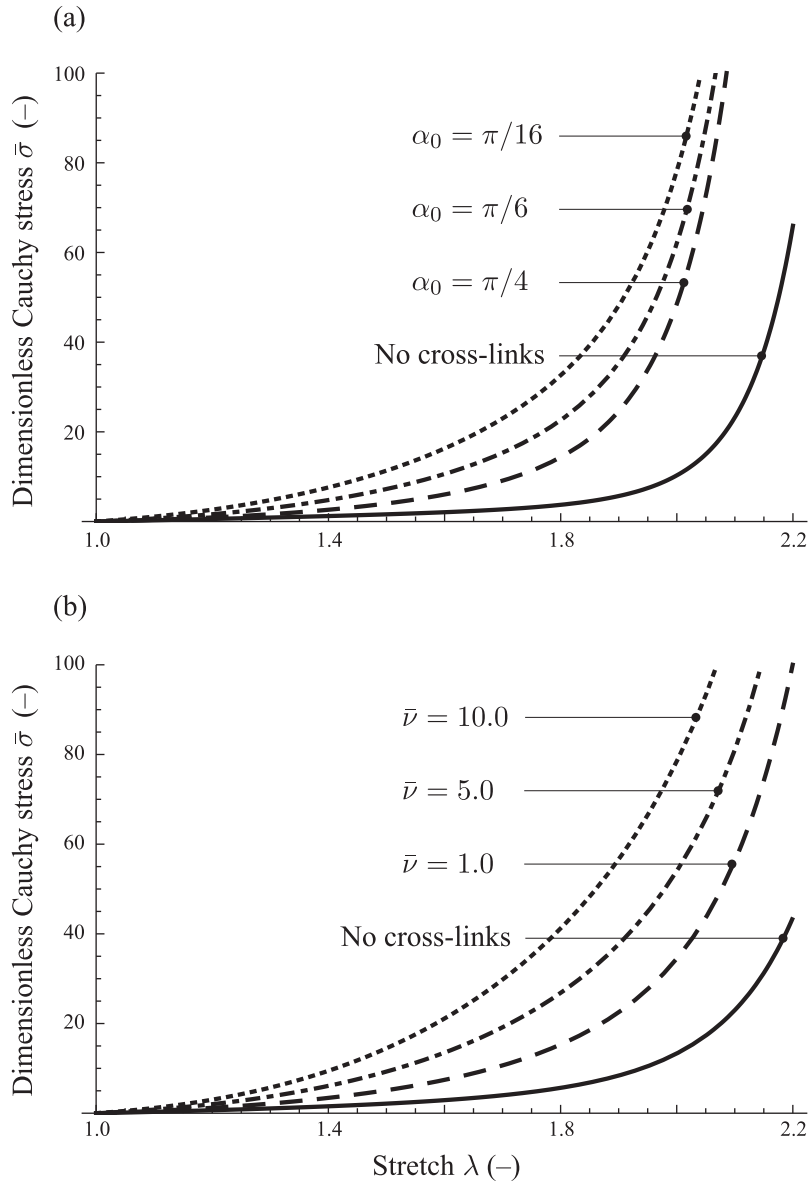 (a)
Dimensionless Cauchy stress σ̄ (–)
100
80
60
40
20
α₀ = π/16
α₀ = π/6
α₀ = π/4
No cross-links
1.0 1.4 1.8 2.2
(b)
Dimensionless Cauchy stress σ̄ (–)
100
80
60
40
20
ν̄ = 10.0
ν̄ = 5.0
ν̄ = 1.0
No cross-links
1.0 1.4 1.8 2.2
Stretch λ (–)